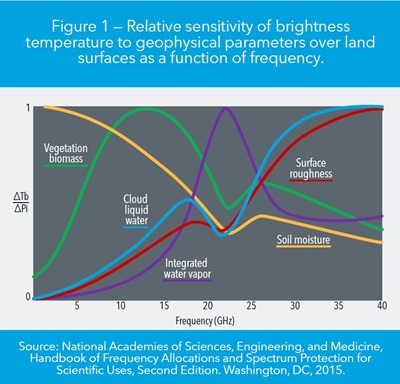 Figure 1 — Relative sensitivity of brightness
temperature to geophysical parameters over land
surfaces as a function of frequency.
1
Vegetation
biomass
Surface
roughness
Cloud
liquid
water
ΔTb
ΔPi
Soil moisture
Integrated
water vapor
0
5
10
15
20
25
30
35
40
Frequency (GHz)
Source: National Academies of Sciences, Engineering, and Medicine,
Handbook of Frequency Allocations and Spectrum Protection for
Scientific Uses, Second Edition. Washington, DC, 2015.